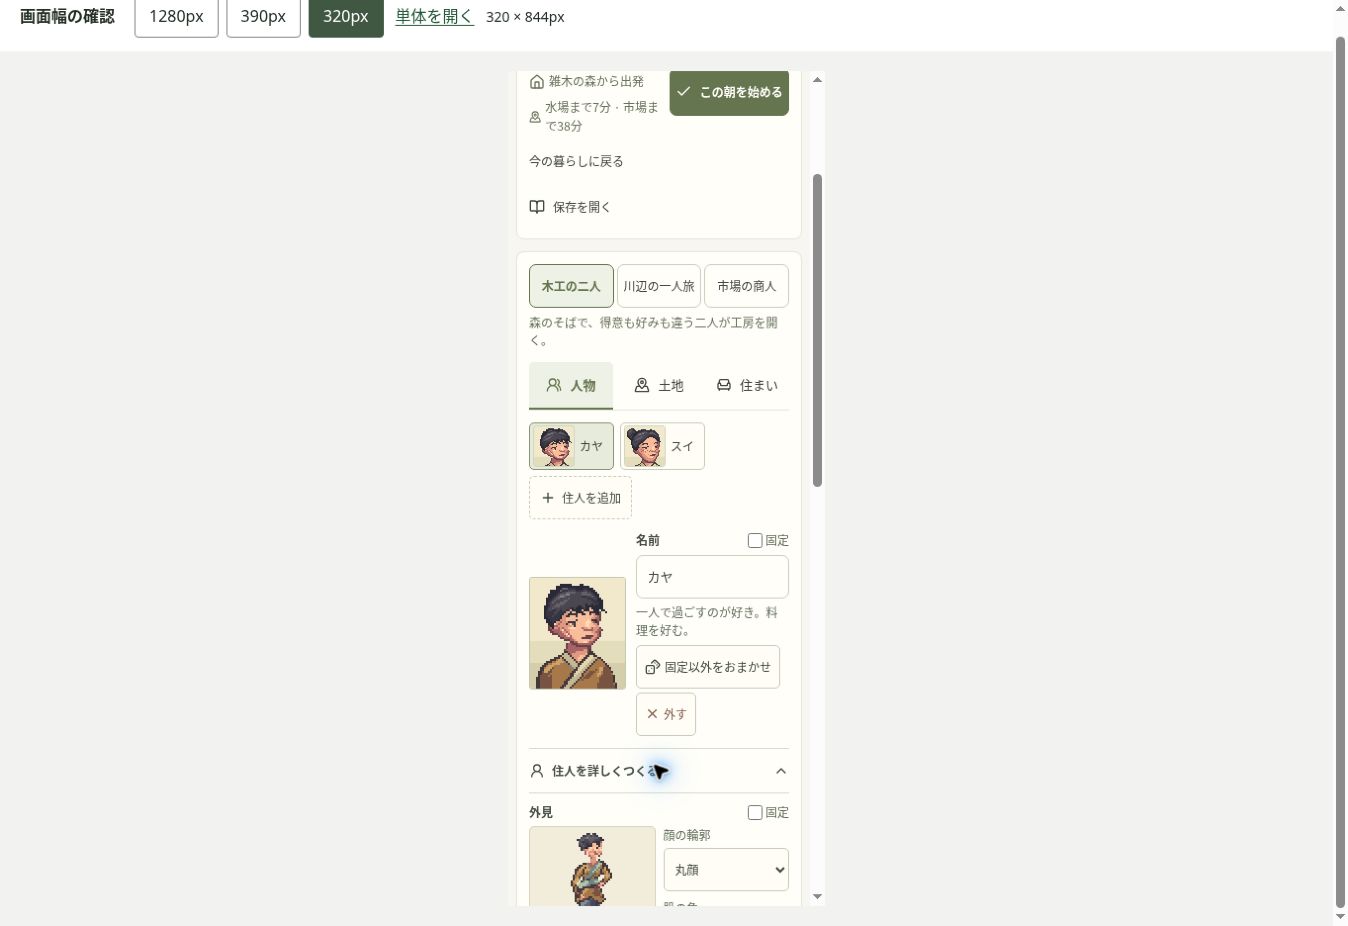 画面幅の確認
1280px
390px
320px
単体を開く
320 × 844px
雑木の森から出発
水場まで7分 · 市場ま
で38分
この朝を始める
今の暮らしに戻る
保存を開く
木工の二人
川辺の一人旅
市場の商人
森のそばで、得意も好みも違う二人が工房を開
く。
人物
土地
住まい
カヤ
スイ
住人を追加
名前
固定
カヤ
一人で過ごすのが好き。料
理を好む。
固定以外をおまかせ
外す
住人を詳しくつくる
外見
固定
顔の輪郭
丸顔